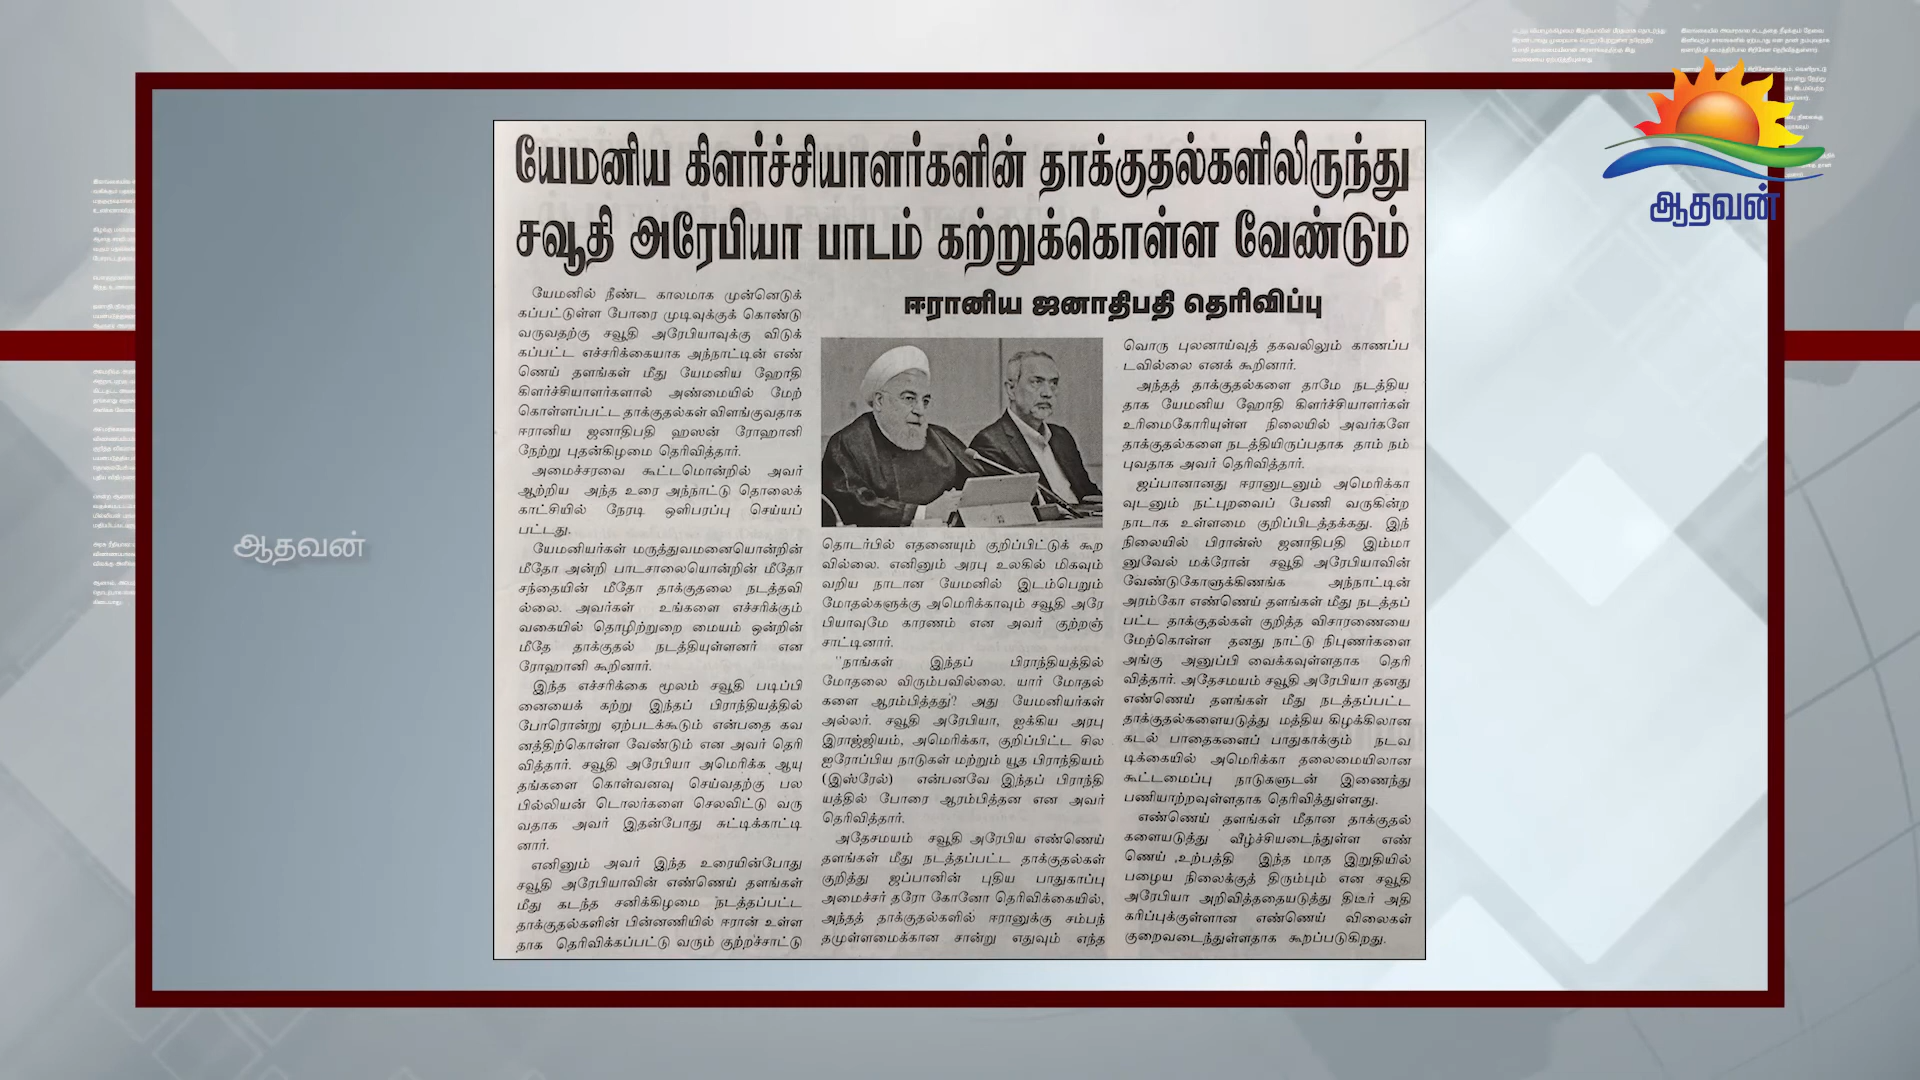 ஆதவன்
ஆதவன்
யேமனிய கிளர்ச்சியாளர்களின் தாக்குதல்களிலிருந்து
சவூதி அரேபியா பாடம் கற்றுக்கொள்ள வேண்டும்
ஈரானிய ஜனாதிபதி தெரிவிப்பு
யேமனில் நீண்ட காலமாக முன்னெடுக்
கப்பட்டுள்ள போரை முடிவுக்குக் கொண்டு
வருவதற்கு சவூதி அரேபியாவுக்கு விடுக்
கப்பட்ட எச்சரிக்கையாக அந்நாட்டின் எண்
ணெய் தளங்கள் மீது யேமனிய ஹோதி
கிளர்ச்சியாளர்களால் அண்மையில் மேற்
கொள்ளப்பட்ட தாக்குதல்கள் விளங்குவதாக
ஈரானிய ஜனாதிபதி ஹஸன் ரோஹானி
நேற்று புதன்கிழமை தெரிவித்தார்.
அமைச்சரவை கூட்டமொன்றில் அவர்
ஆற்றிய அந்த உரை அந்நாட்டு தொலைக்
காட்சியில் நேரடி ஒளிபரப்பு செய்யப்
பட்டது.
யேமனியர்கள் மருத்துவமனையொன்றின்
மீதோ அன்றி பாடசாலையொன்றின் மீதோ
சந்தையின் மீதோ தாக்குதலை நடத்தவி
ல்லை. அவர்கள் உங்களை எச்சரிக்கும்
வகையில் தொழிற்றுறை மையம் ஒன்றின்
மீதே தாக்குதல் நடத்தியுள்ளனர் என
ரோஹானி கூறினார்.
இந்த எச்சரிக்கை மூலம் சவூதி படிப்பி
னையைக் கற்று இந்தப் பிராந்தியத்தில்
போரொன்று ஏற்படக்கூடும் என்பதை கவ
னத்திற்கொள்ள வேண்டும் என அவர் தெரி
வித்தார். சவூதி அரேபியா அமெரிக்க ஆயு
தங்களை கொள்வனவு செய்வதற்கு பல
பில்லியன் டொலர்களை செலவிட்டு வரு
வதாக அவர் இதன்போது சுட்டிக்காட்டி
னார்.
எனினும் அவர் இந்த உரையின்போது
சவூதி அரேபியாவின் எண்ணெய் தளங்கள்
மீது கடந்த சனிக்கிழமை நடத்தப்பட்ட
தாக்குதல்களின் பின்னணியில் ஈரான் உள்ள
தாக தெரிவிக்கப்பட்டு வரும் குற்றச்சாட்டு
தொடர்பில் எதனையும் குறிப்பிட்டுக் கூற
வில்லை. எனினும் அரபு உலகில் மிகவும்
வறிய நாடான யேமனில் இடம்பெறும்
மோதல்களுக்கு அமெரிக்காவும் சவூதி அரே
பியாவுமே காரணம் என அவர் குற்றஞ்
சாட்டினார்.
"நாங்கள் இந்தப் பிராந்தியத்தில்
மோதலை விரும்பவில்லை. யார் மோதல்
களை ஆரம்பித்தது? அது யேமனியர்கள்
அல்லர். சவூதி அரேபியா, ஐக்கிய அரபு
இராஜ்ஜியம், அமெரிக்கா, குறிப்பிட்ட சில
ஐரோப்பிய நாடுகள் மற்றும் யூத பிராந்தியம்
(இஸ்ரேல்) என்பனவே இந்தப் பிராந்தி
யத்தில் போரை ஆரம்பித்தன என அவர்
தெரிவித்தார்.
அதேசமயம் சவூதி அரேபிய எண்ணெய்
தளங்கள் மீது நடத்தப்பட்ட தாக்குதல்கள்
குறித்து ஜப்பானின் புதிய பாதுகாப்பு
அமைச்சர் தரோ கோனோ தெரிவிக்கையில்,
அந்தத் தாக்குதல்களில் ஈரானுக்கு சம்பந்
தமுள்ளமைக்கான சான்று எதுவும் எந்த
வொரு புலனாய்வுத் தகவலிலும் காணப்ப
டவில்லை எனக் கூறினார்.
அந்தத் தாக்குதல்களை தாமே நடத்திய
தாக யேமனிய ஹோதி கிளர்ச்சியாளர்கள்
உரிமைகோரியுள்ள நிலையில் அவர்களே
தாக்குதல்களை நடத்தியிருப்பதாக தாம் நம்
புவதாக அவர் தெரிவித்தார்.
ஜப்பானானது ஈரானுடனும் அமெரிக்கா
வுடனும் நட்புறவைப் பேணி வருகின்ற
நாடாக உள்ளமை குறிப்பிடத்தக்கது. இந்
நிலையில் பிரான்ஸ் ஜனாதிபதி இம்மா
னுவேல் மக்ரோன் சவூதி அரேபியாவின்
வேண்டுகோளுக்கிணங்க அந்நாட்டின்
அரம்கோ எண்ணெய் தளங்கள் மீது நடத்தப்
பட்ட தாக்குதல்கள் குறித்த விசாரணையை
மேற்கொள்ள தனது நாட்டு நிபுணர்களை
அங்கு அனுப்பி வைக்கவுள்ளதாக தெரி
வித்தார். அதேசமயம் சவூதி அரேபியா தனது
எண்ணெய் தளங்கள் மீது நடத்தப்பட்ட
தாக்குதல்களையடுத்து மத்திய கிழக்கிலான
கடல் பாதைகளைப் பாதுகாக்கும் நடவ
டிக்கையில் அமெரிக்கா தலைமையிலான
கூட்டமைப்பு நாடுகளுடன் இணைந்து
பணியாற்றவுள்ளதாக தெரிவித்துள்ளது.
எண்ணெய் தளங்கள் மீதான தாக்குதல்
களையடுத்து வீழ்ச்சியடைந்துள்ள எண்
ணெய் உற்பத்தி இந்த மாத இறுதியில்
பழைய நிலைக்குத் திரும்பும் என சவூதி
அரேபியா அறிவித்ததையடுத்து திடீர் அதி
கரிப்புக்குள்ளான எண்ணெய் விலைகள்
குறைவடைந்துள்ளதாக கூறப்படுகிறது.